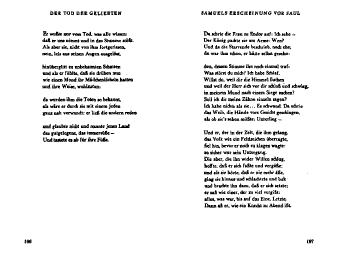 DER TOD DER GELIEBTEN
Er wußte nur vom Tod, was alle wissen:
daß er uns nimmt und in das Stumme stößt.
Als aber sie, nicht von ihm fortgerissen,
nein, leis aus seinen Augen ausgelöst,
hinüberglitt zu unbekannten Schatten
und als er fühlte, daß sie drüben nun
wie einen Mond ihr Mädchenlächeln hatten
und ihre Weise, wohlzutun:
da wurden ihm die Toten so bekannt,
als wäre er durch sie mit einem jeden
ganz nah verwandt; er ließ die andern reden
und glaubte nicht und nannte jenes Land
das gutgelegene, das immersüße –
Und tastete es ab für ihre Füße.
106
SAMUELS ERSCHEINUNG VOR SAUL
Da schrie die Frau zu Endor auf: Ich sehe –
Der König packte sie am Arme: Wen?
Und da die Starrende beschrieb, noch ehe,
da war ihm schon, er hätte selbst gesehn:
den, dessen Stimme ihn noch einmal traf:
Was störst du mich? Ich habe Schlaf.
Willst du, weil dir die Himmel fluchen
und weil der Herr sich vor dir schloß und schwieg,
in meinem Mund nach einem Siege suchen?
Soll ich dir meine Zähne einzeln sagen?
Ich habe nichts als sie ... Es schwand. Da schrie
das Weib, die Hände vors Gesicht geschlagen,
als ob sie's sehen müßte: Unterlieg –
Und er, der in der Zeit, die ihm gelang,
das Volk wie ein Feldzeichen überragte,
fiel hin, bevor er noch zu klagen wagte:
so sicher war sein Untergang.
Die aber, die ihn wider Willen schlug,
hoffte, daß er sich faßte und vergäße;
und als sie hörte, daß er nie mehr äße,
ging sie hinaus und schlachtete und buk
und brachte ihn dazu, daß er sich setzte;
er saß wie einer, der zu viel vergißt:
alles, was war, bis auf das Eine, Letzte.
Dann aß er, wie ein Knecht zu Abend ißt.
107